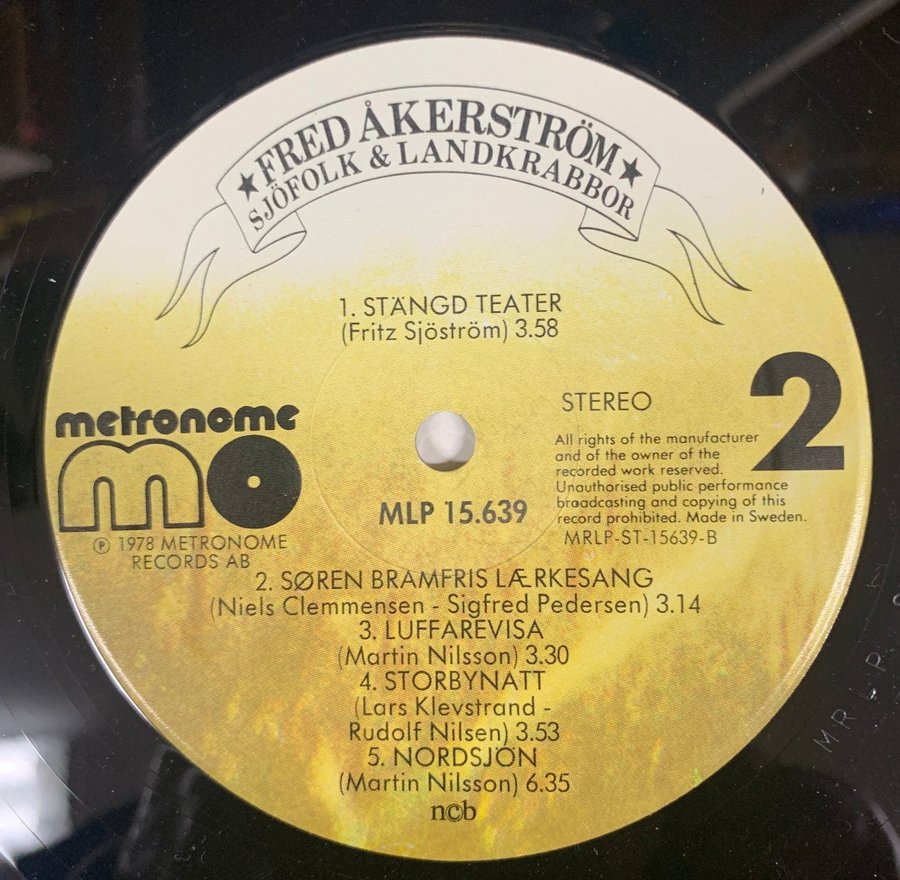 ★FRED ÅKERSTRÖM★
SJÖFOLK & LANDKRABBOR
1. STÄNGD TEATER
(Fritz Sjöström) 3.58
metronome
mo
℗ 1978 METRONOME
RECORDS AB
STEREO
2
All rights of the manufacturer
and of the owner of the
recorded work reserved.
Unauthorised public performance
broadcasting and copying of this
record prohibited. Made in Sweden.
MRLP-ST-15639-B
MLP 15.639
2. SØREN BRAMFRIS LÆRKESANG
(Niels Clemmensen - Sigfred Pedersen) 3.14
3. LUFFAREVISA
(Martin Nilsson) 3.30
4. STORBYNATT
(Lars Klevstrand -
Rudolf Nilsen) 3.53
5. NORDSJÖN
(Martin Nilsson) 6.35
ncb
MRLP